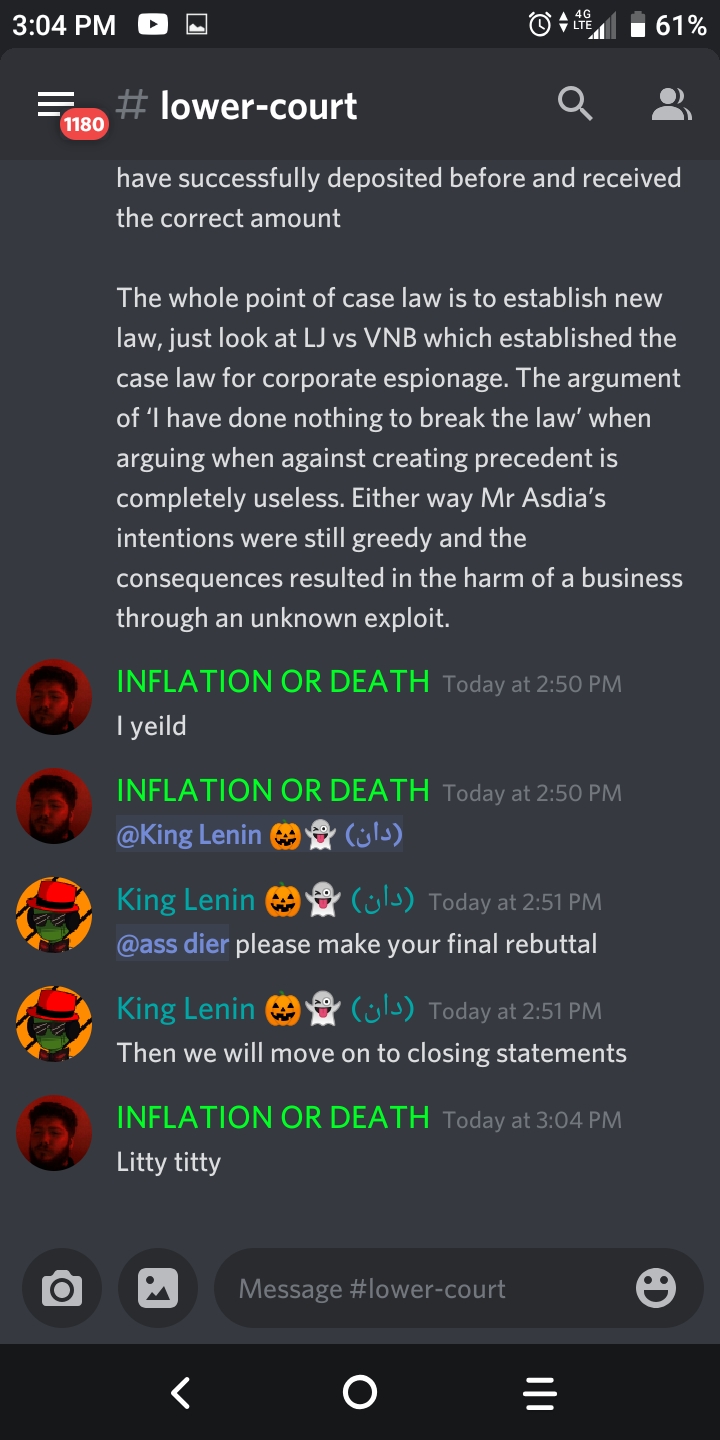 3:04 PM 4G LTE 61%
# lower-court
1180
have successfully deposited before and received
the correct amount
The whole point of case law is to establish new
law, just look at LJ vs VNB which established the
case law for corporate espionage. The argument
of ‘I have done nothing to break the law’ when
arguing when against creating precedent is
completely useless. Either way Mr Asdia’s
intentions were still greedy and the
consequences resulted in the harm of a business
through an unknown exploit.
INFLATION OR DEATH Today at 2:50 PM
I yeild
INFLATION OR DEATH Today at 2:50 PM
@King Lenin 🎃👻 (دان)
King Lenin 🎃👻 (دان) Today at 2:51 PM
@ass dier please make your final rebuttal
King Lenin 🎃👻 (دان) Today at 2:51 PM
Then we will move on to closing statements
INFLATION OR DEATH Today at 3:04 PM
Litty titty
Message #lower-court